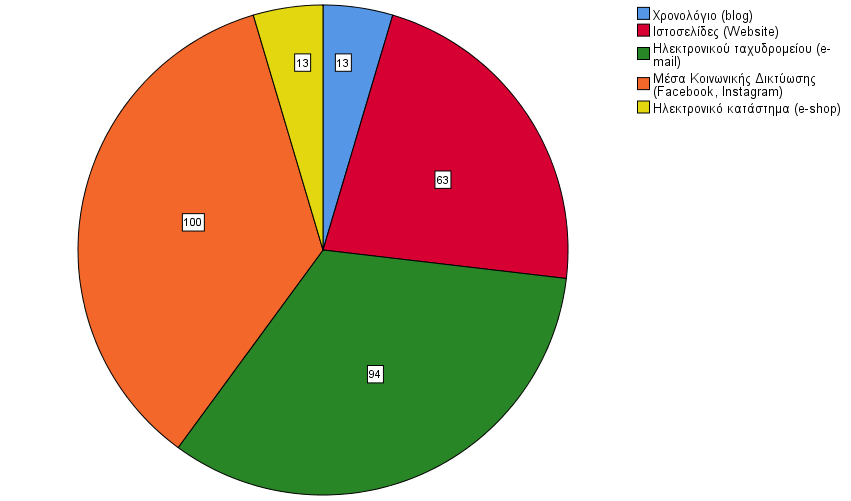 Χρονολόγιο (blog)
Ιστοσελίδες (Website)
Ηλεκτρονικού ταχυδρομείου (e-
mail)
Μέσα Κοινωνικής Δικτύωσης
(Facebook, Instagram)
Ηλεκτρονικό κατάστημα (e-shop)
13
13
63
100
94